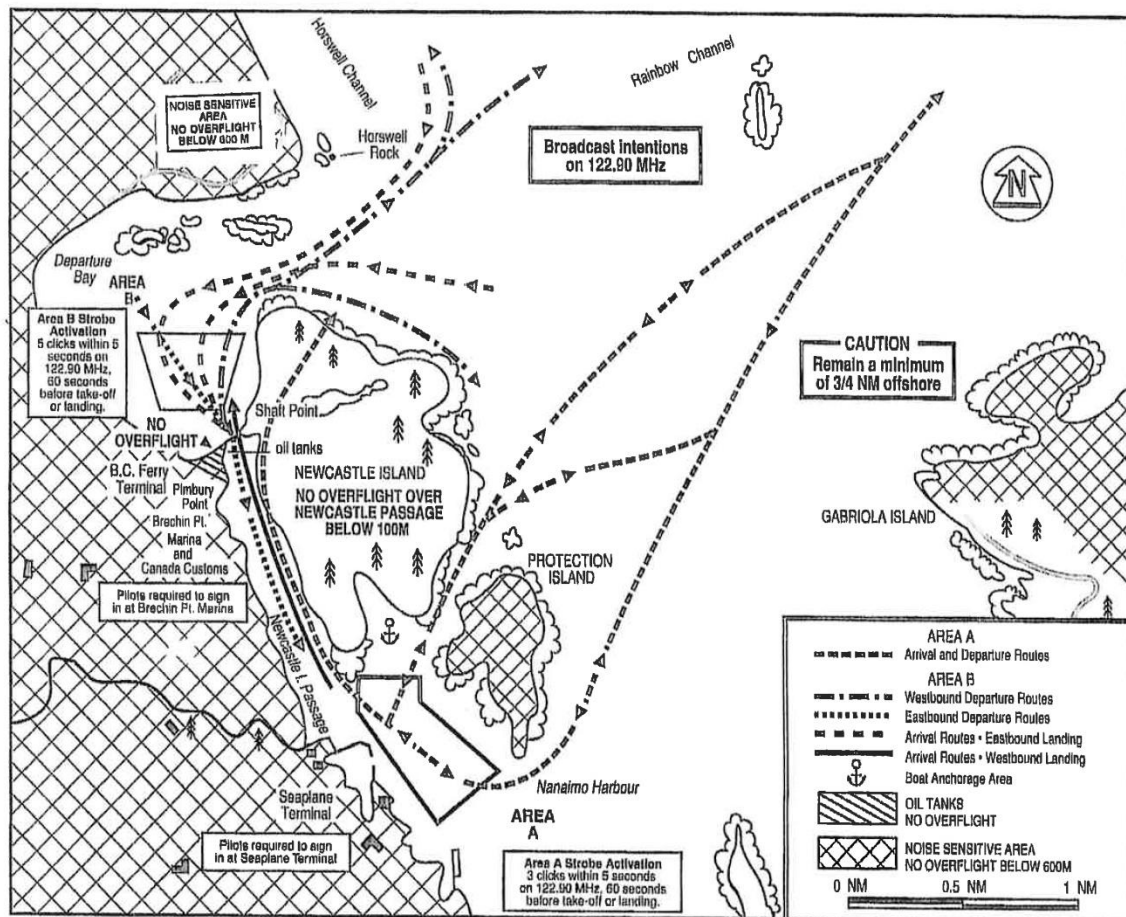 Horswell Channel
Rainbow Channel
NOISE SENSITIVE
AREA
NO OVERFLIGHT
BELOW 600 M
Horswell
Rock
Broadcast intentions
on 122.90 MHz
N
Departure
Bay
AREA
B
Area B Strobe
Activation
5 clicks within 5
seconds on
122.90 MHz,
60 seconds
before take-off
or landing.
CAUTION
Remain a minimum
of 3/4 NM offshore
Shaft Point
NO
OVERFLIGHT
oil tanks
B.C. Ferry
Terminal
Pimbury
Point
Brechin Pt.
Marina
and
Canada Customs
NEWCASTLE ISLAND
NO OVERFLIGHT OVER
NEWCASTLE PASSAGE
BELOW 100M
GABRIOLA ISLAND
PROTECTION
ISLAND
Pilots required to sign
in at Brechin Pt. Marina
Newcastle I. Passage
Seaplane
Terminal
Nanaimo Harbour
AREA
A
Pilots required to sign
in at Seaplane Terminal
Area A Strobe Activation
3 clicks within 5 seconds
on 122.90 MHz, 60 seconds
before take-off or landing.
AREA A
Arrival and Departure Routes
AREA B
Westbound Departure Routes
Eastbound Departure Routes
Arrival Routes • Eastbound Landing
Arrival Routes • Westbound Landing
Boat Anchorage Area
OIL TANKS
NO OVERFLIGHT
NOISE SENSITIVE AREA
NO OVERFLIGHT BELOW 600M
0 NM 0.5 NM 1 NM